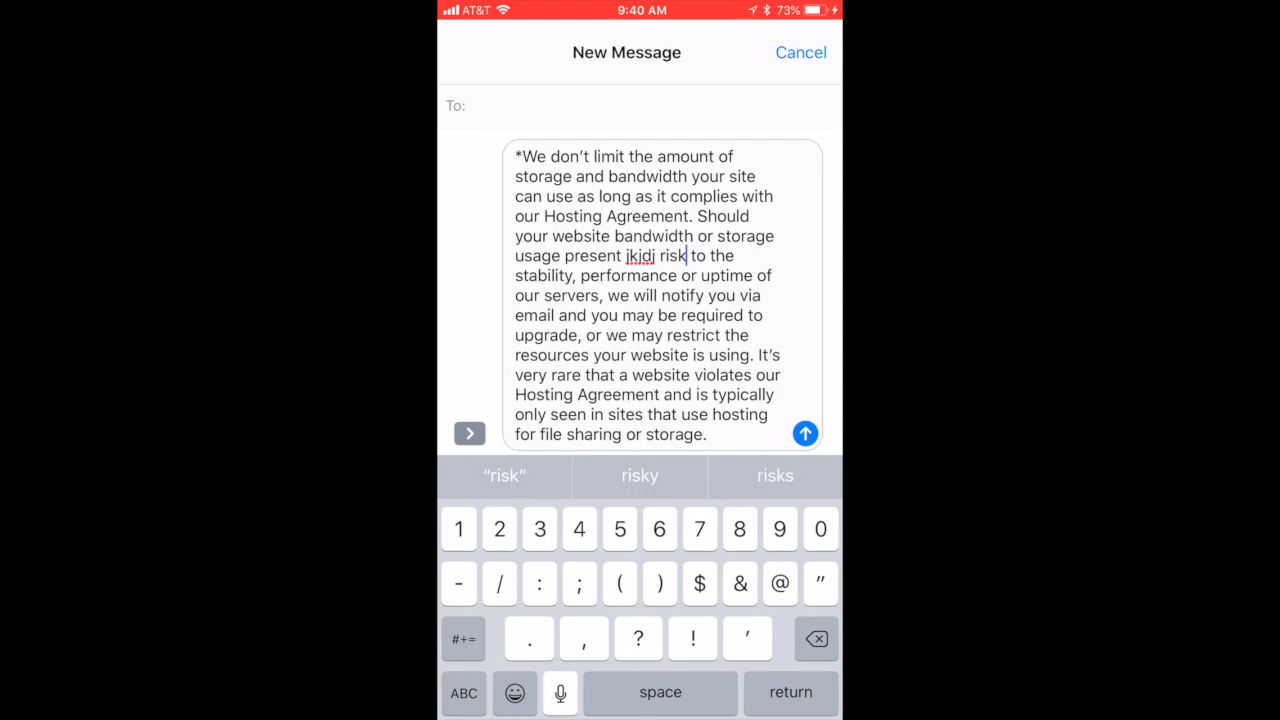 AT&T 9:40 AM 73%
New Message Cancel
To:
*We don’t limit the amount of
storage and bandwidth your site
can use as long as it complies with
our Hosting Agreement. Should
your website bandwidth or storage
usage present jkjdj risk to the
stability, performance or uptime of
our servers, we will notify you via
email and you may be required to
upgrade, or we may restrict the
resources your website is using. It’s
very rare that a website violates our
Hosting Agreement and is typically
only seen in sites that use hosting
for file sharing or storage.
“risk” risky risks
1 2 3 4 5 6 7 8 9 0
- / : ; ( ) $ & @ "
#+= . , ? ! ’
ABC space return